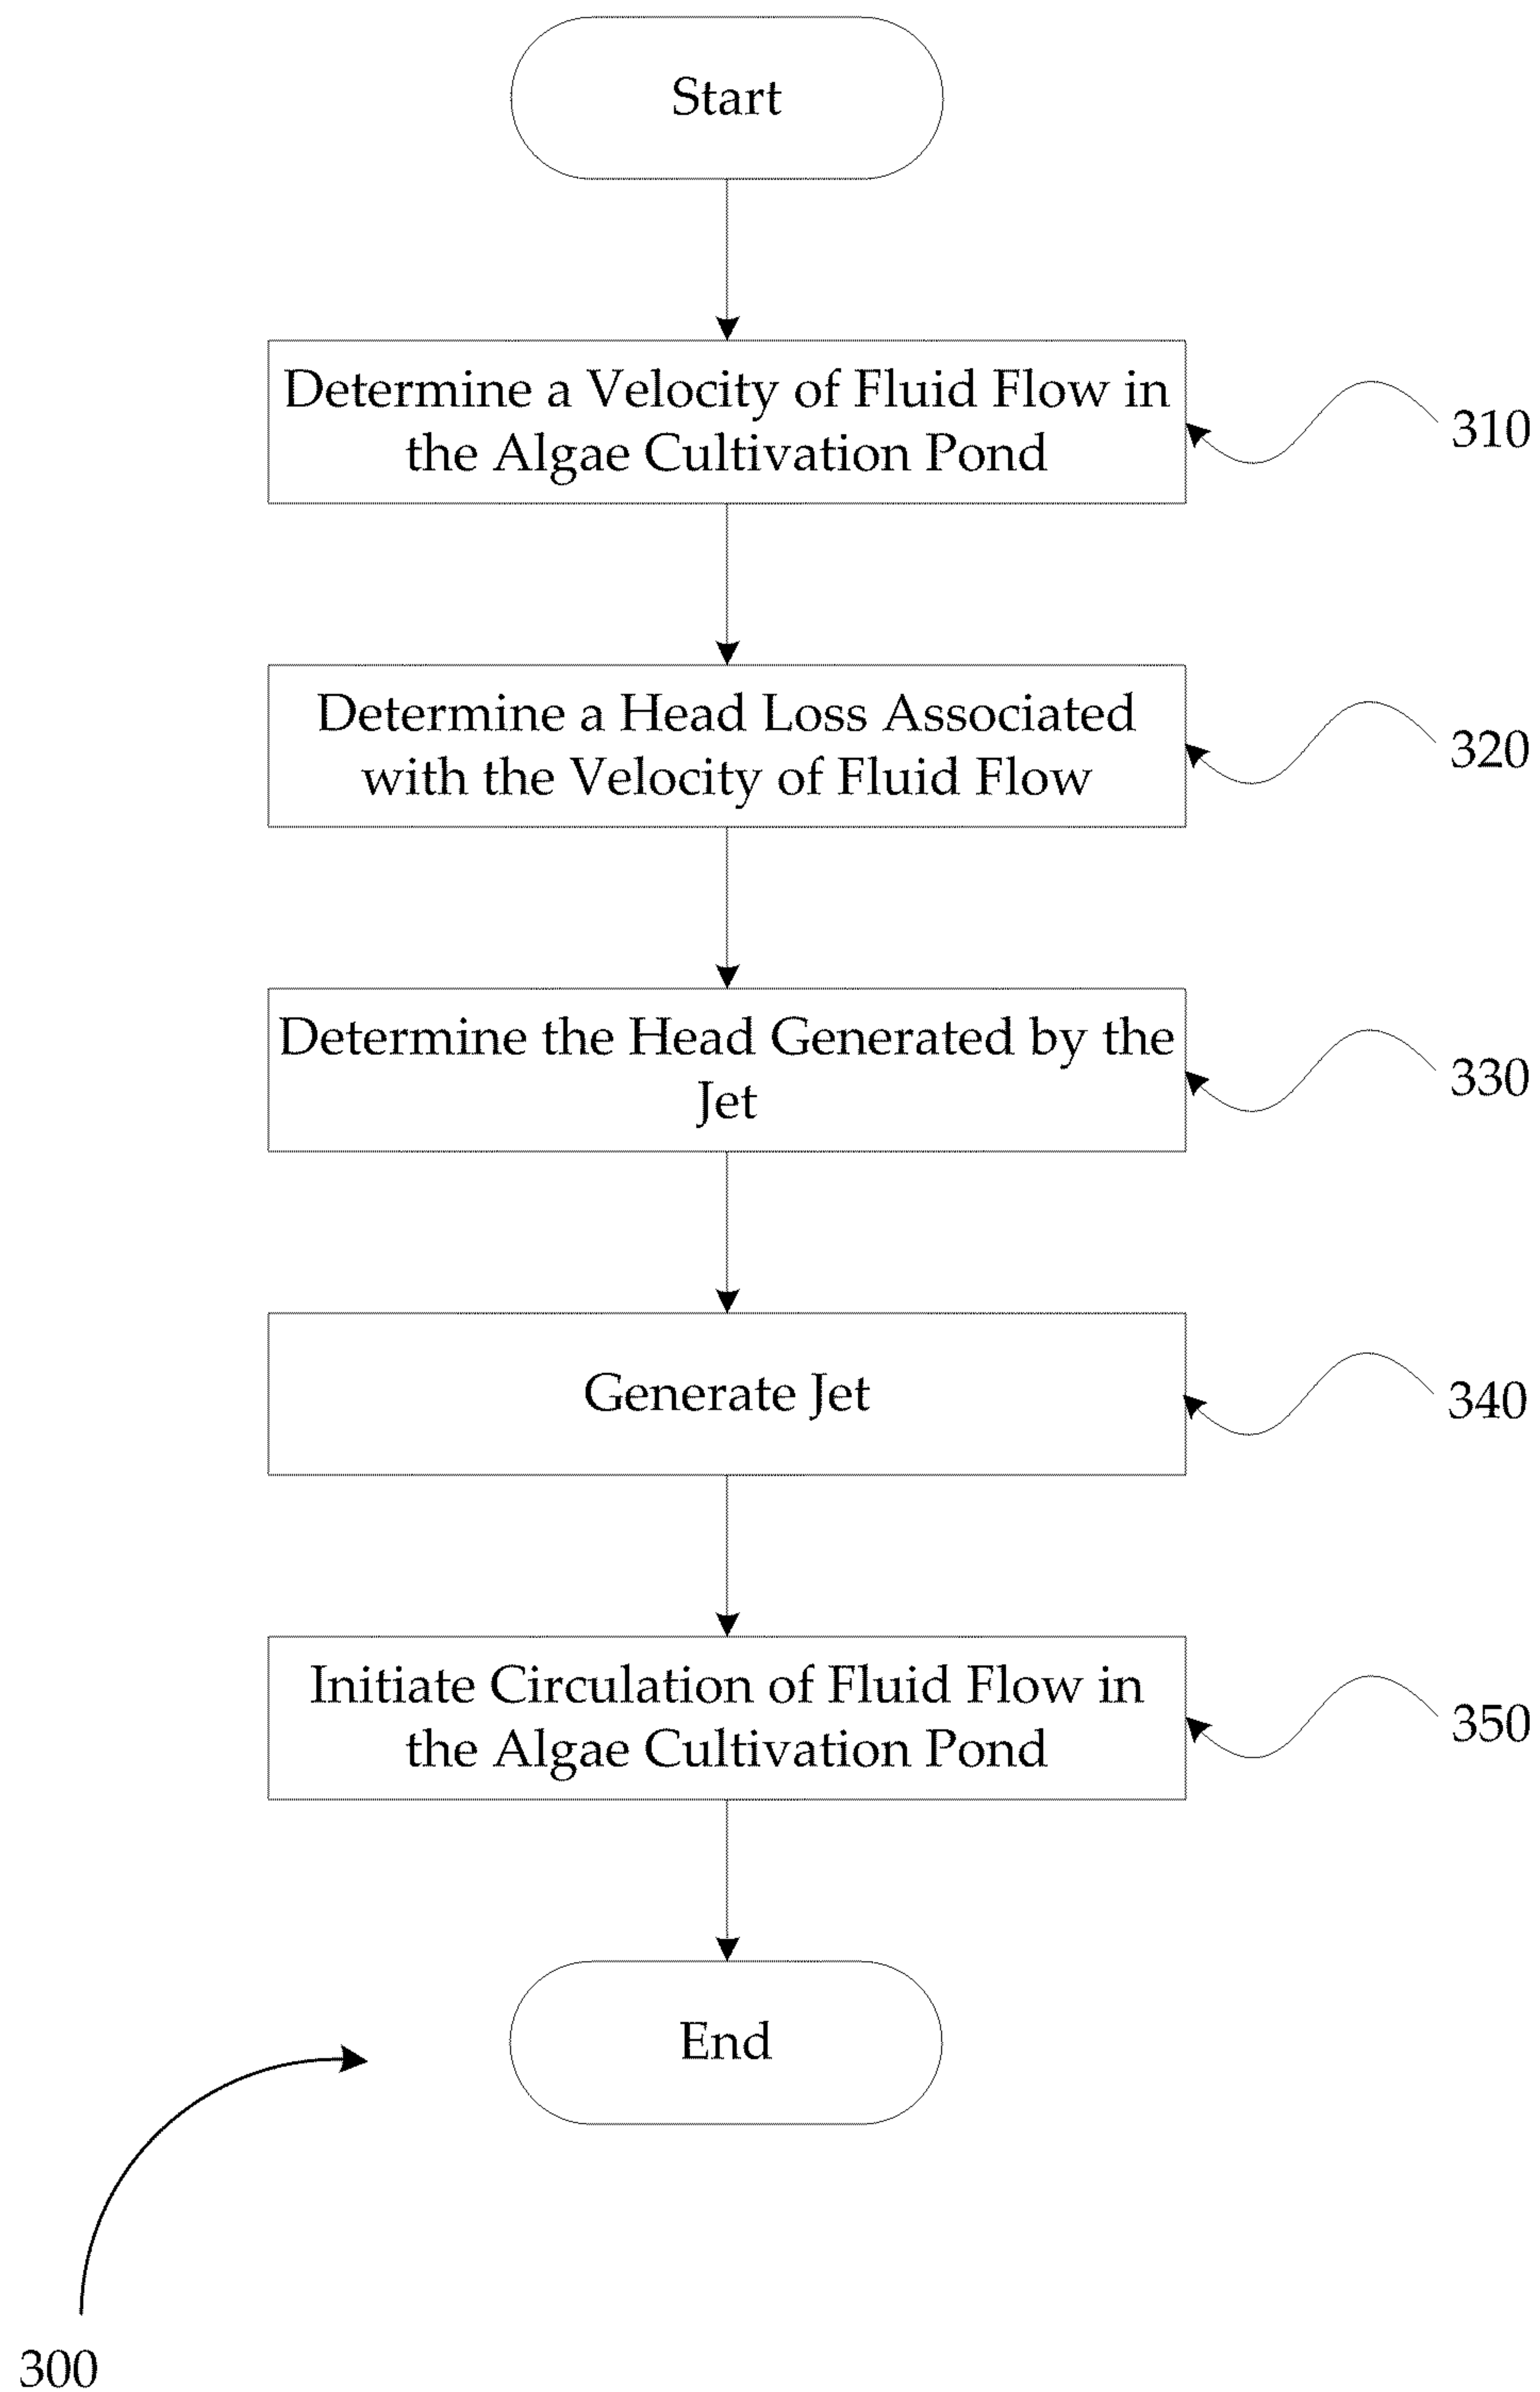 Start
Determine a Velocity of Fluid Flow in
the Algae Cultivation Pond
310
Determine a Head Loss Associated
with the Velocity of Fluid Flow
320
Determine the Head Generated by the
Jet
330
Generate Jet
340
Initiate Circulation of Fluid Flow in
the Algae Cultivation Pond
350
End
300